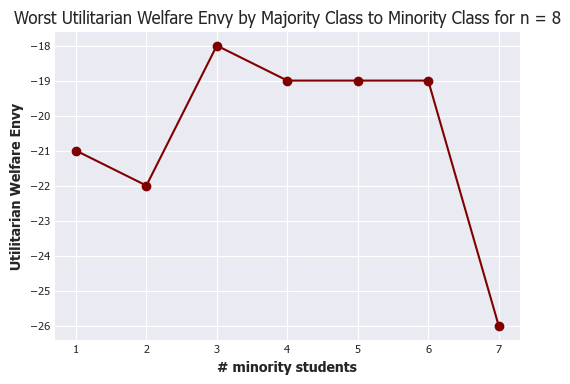 Worst Utilitarian Welfare Envy by Majority Class to Minority Class for n = 8
Utilitarian Welfare Envy
−18
−19
−20
−21
−22
−23
−24
−25
−26
1 2 3 4 5 6 7
# minority students